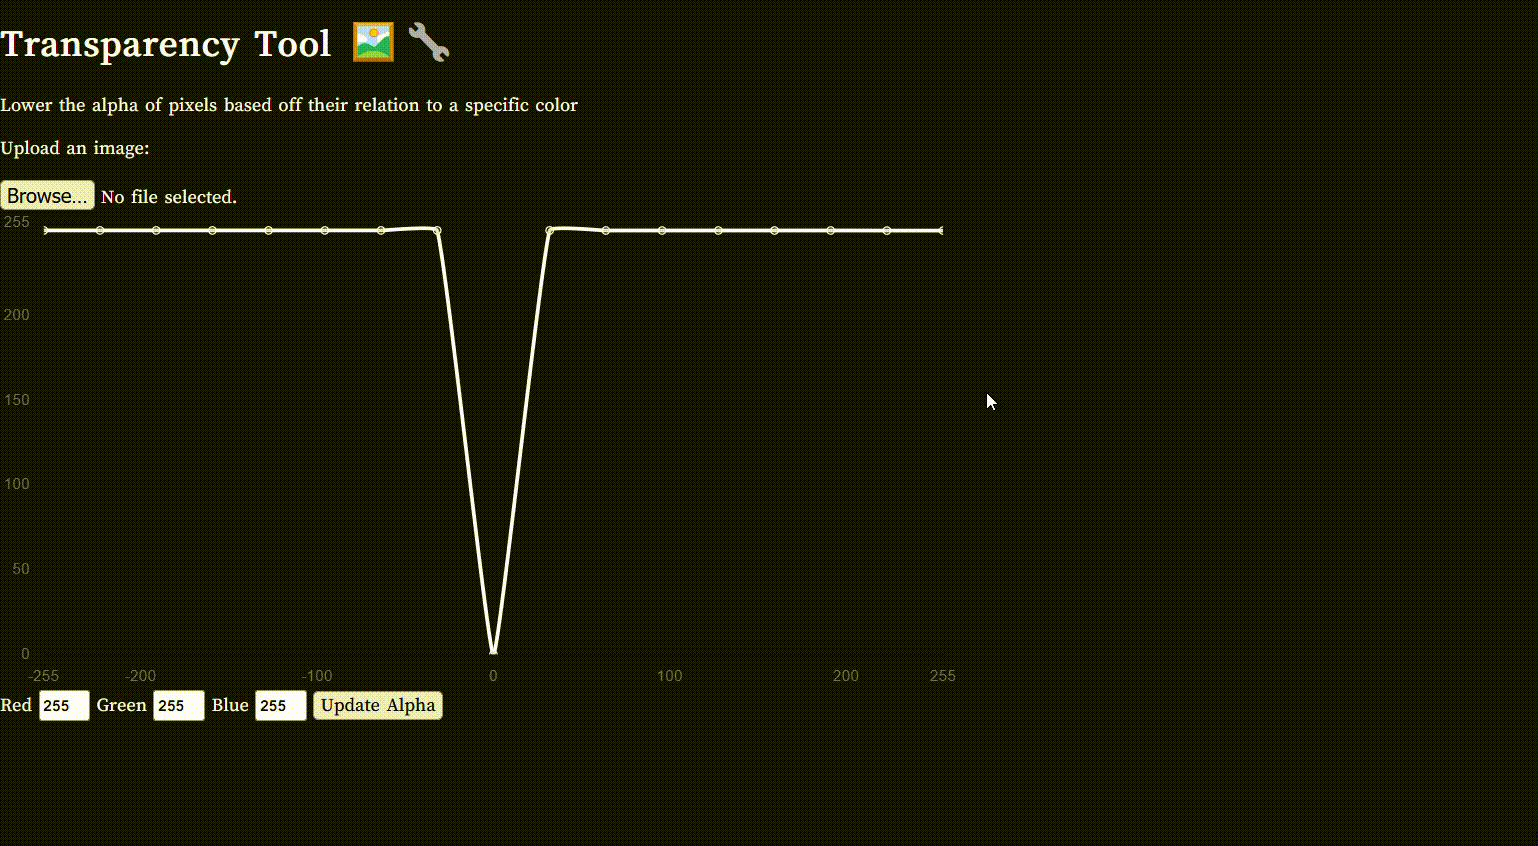 Transparency Tool
Lower the alpha of pixels based off their relation to a specific color
Upload an image:
Browse... No file selected.
255
200
150
100
50
0
-255 -200 -100 0 100 200 255
Red 255 Green 255 Blue 255 Update Alpha